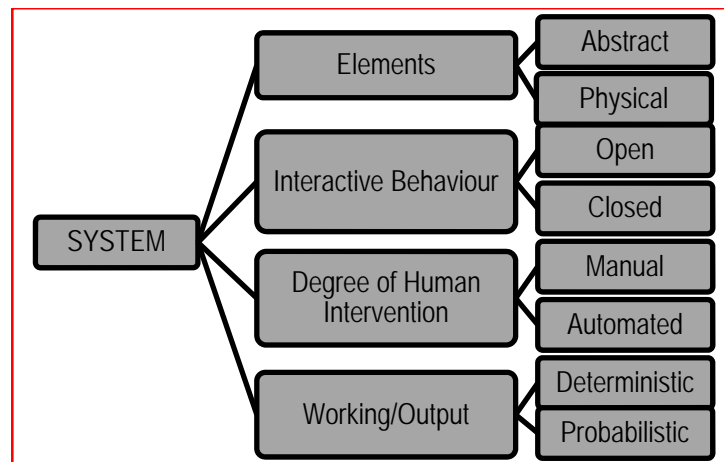 SYSTEM
Elements
Abstract
Physical
Interactive Behaviour
Open
Closed
Degree of Human
Intervention
Manual
Automated
Working/Output
Deterministic
Probabilistic